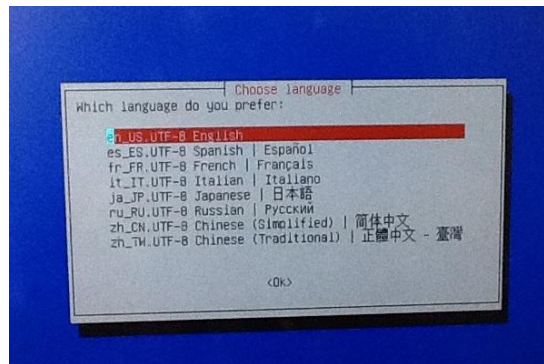 Choose language
Which language do you prefer:
en_US.UTF-8 English
es_ES.UTF-8 Spanish | Español
fr_FR.UTF-8 French | Français
it_IT.UTF-8 Italian | Italiano
ja_JP.UTF-8 Japanese | 日本語
ru_RU.UTF-8 Russian | Русский
zh_CN.UTF-8 Chinese (Simplified) | 简体中文
zh_TW.UTF-8 Chinese (Traditional) | 正體中文 - 臺灣
<Ok>